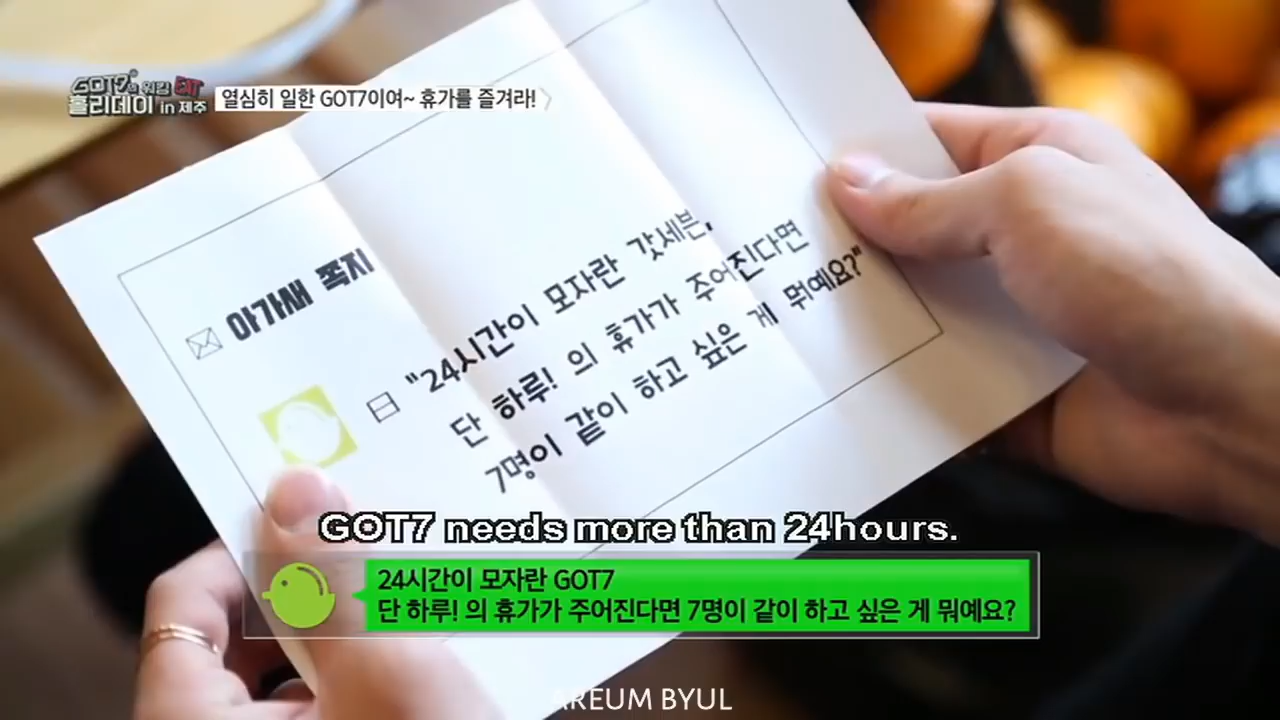 GOT7의 워킹 EAT
홀리데이 in 제주
열심히 일한 GOT7이여~ 휴가를 즐겨라!
아가새 쪽지
"24시간이 모자란 갓세븐,
단 하루! 의 휴가가 주어진다면
7명이 같이 하고 싶은 게 뭐예요?"
GOT7 needs more than 24hours.
24시간이 모자란 GOT7
단 하루! 의 휴가가 주어진다면 7명이 같이 하고 싶은 게 뭐예요?
AREUM BYUL